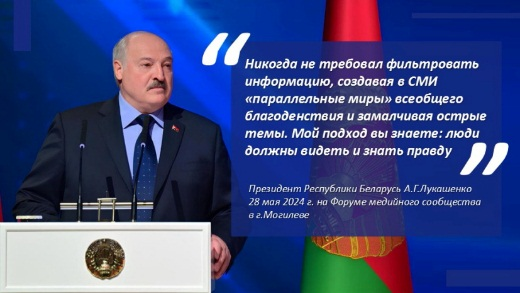 Никогда не требовал фильтровать
информацию, создавая в СМИ
«параллельные миры» всеобщего
благоденствия и замалчивая острые
темы. Мой подход вы знаете: люди
должны видеть и знать правду
Президент Республики Беларусь А.Г.Лукашенко
28 мая 2024 г. на Форуме медийного сообщества
в г.Могилеве